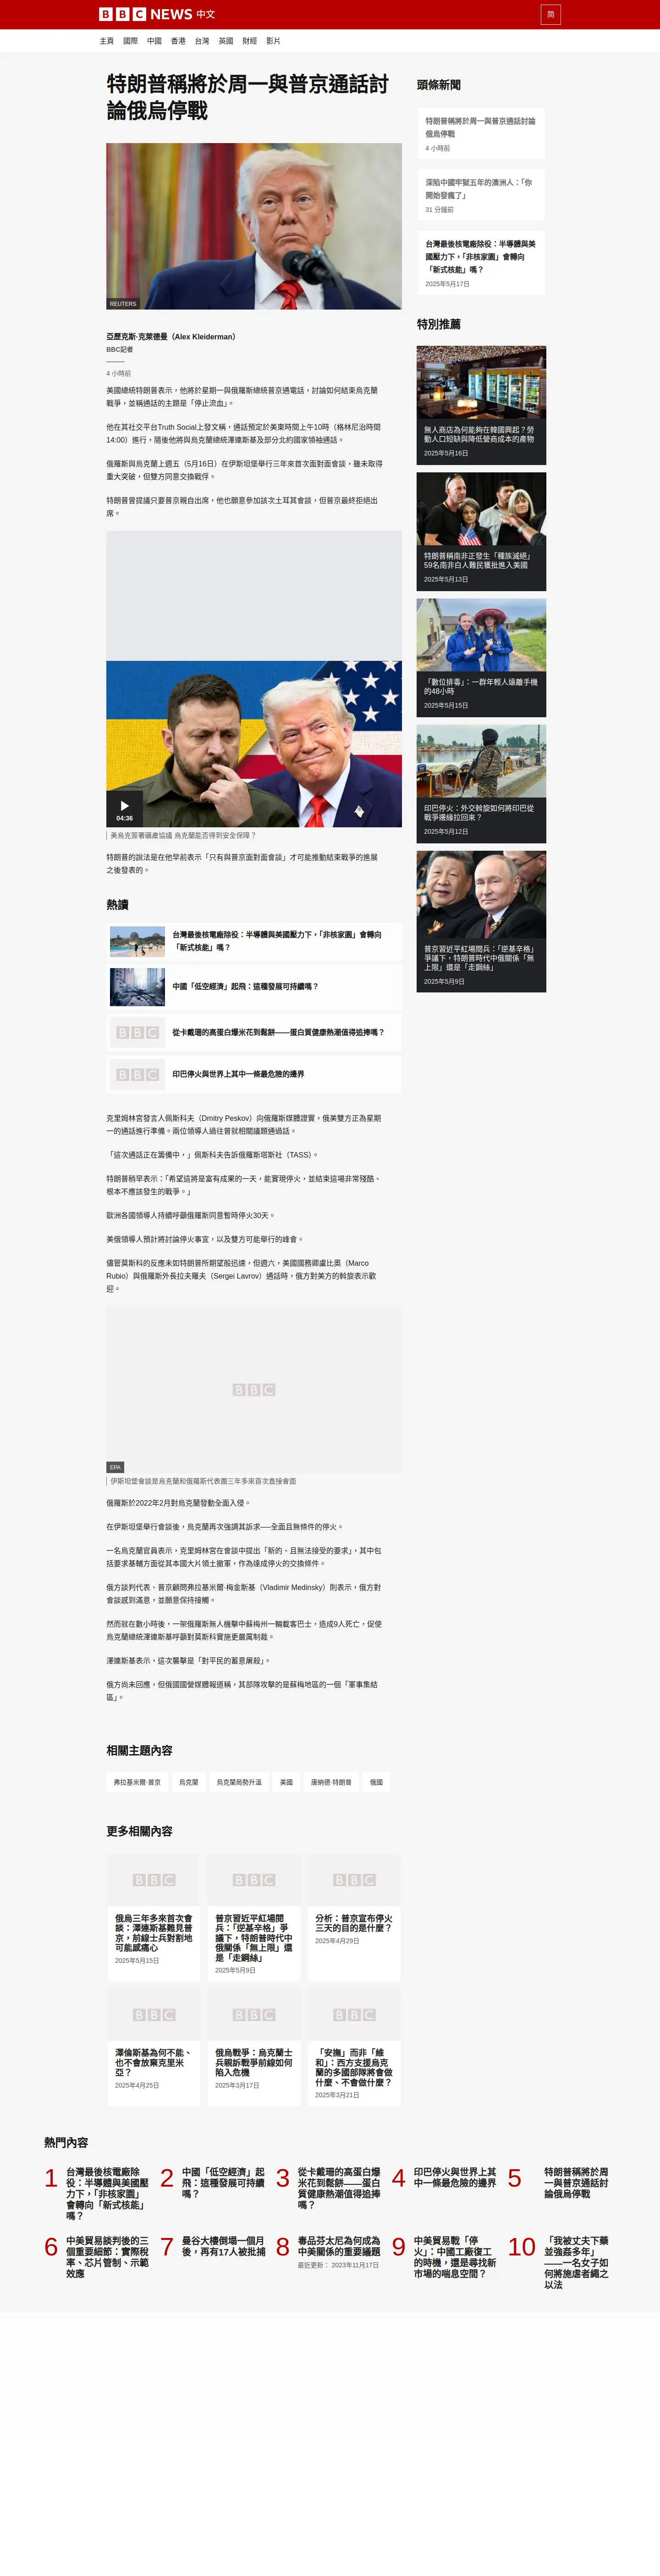 BBC NEWS 中文
简
主頁 國際 中國 香港 台灣 英國 財經 影片
特朗普稱將於周一與普京通話討
論俄烏停戰
REUTERS
亞歷克斯·克萊德曼（Alex Kleiderman）
BBC記者
4 小時前
美國總統特朗普表示，他將於星期一與俄羅斯總統普京通電話，討論如何結束烏克蘭
戰爭，並稱通話的主題是「停止流血」。
他在其社交平台Truth Social上發文稱，通話預定於美東時間上午10時（格林尼治時間
14:00）進行，隨後他將與烏克蘭總統澤連斯基及部分北約國家領袖通話。
俄羅斯與烏克蘭上週五（5月16日）在伊斯坦堡舉行三年來首次面對面會談，雖未取得
重大突破，但雙方同意交換戰俘。
特朗普曾提議只要普京親自出席，他也願意參加該次土耳其會談，但普京最終拒絕出
席。
04:36
美烏克簽署礦產協議 烏克蘭能否得到安全保障？
特朗普的說法是在他早前表示「只有與普京面對面會談」才可能推動結束戰爭的進展
之後發表的。
熱讀
台灣最後核電廠除役：半導體與美國壓力下，「非核家園」會轉向
「新式核能」嗎？
中國「低空經濟」起飛：這種發展可持續嗎？
BBC
從卡戴珊的高蛋白爆米花到鬆餅——蛋白質健康熱潮值得追捧嗎？
BBC
印巴停火與世界上其中一條最危險的邊界
克里姆林宮發言人佩斯科夫（Dmitry Peskov）向俄羅斯媒體證實，俄美雙方正為星期
一的通話進行準備。兩位領導人過往曾就相關議題通過話。
「這次通話正在籌備中，」佩斯科夫告訴俄羅斯塔斯社（TASS）。
特朗普稍早表示：「希望這將是富有成果的一天，能實現停火，並結束這場非常殘酷、
根本不應該發生的戰爭。」
歐洲各國領導人持續呼籲俄羅斯同意暫時停火30天。
美俄領導人預計將討論停火事宜，以及雙方可能舉行的峰會。
儘管莫斯科的反應未如特朗普所期望般迅速，但週六，美國國務卿盧比奧（Marco
Rubio）與俄羅斯外長拉夫羅夫（Sergei Lavrov）通話時，俄方對美方的斡旋表示歡
迎。
BBC
EPA
伊斯坦堡會談是烏克蘭和俄羅斯代表團三年多來首次直接會面
俄羅斯於2022年2月對烏克蘭發動全面入侵。
在伊斯坦堡舉行會談後，烏克蘭再次強調其訴求──全面且無條件的停火。
一名烏克蘭官員表示，克里姆林宮在會談中提出「新的、且無法接受的要求」，其中包
括要求基輔方面從其本國大片領土撤軍，作為達成停火的交換條件。
俄方談判代表、普京顧問弗拉基米爾·梅金斯基（Vladimir Medinsky）則表示，俄方對
會談感到滿意，並願意保持接觸。
然而就在數小時後，一架俄羅斯無人機擊中蘇梅州一輛載客巴士，造成9人死亡，促使
烏克蘭總統澤連斯基呼籲對莫斯科實施更嚴厲制裁。
澤連斯基表示，這次襲擊是「對平民的蓄意屠殺」。
俄方尚未回應，但俄國國營媒體報道稱，其部隊攻擊的是蘇梅地區的一個「軍事集結
區」。
相關主題內容
弗拉基米爾·普京 烏克蘭 烏克蘭局勢升溫 美國 唐納德·特朗普 俄國
更多相關內容
BBC
俄烏三年多來首次會
談：澤連斯基難見普
京，前線士兵對割地
可能感痛心
2025年5月15日
BBC
普京習近平紅場閱
兵：「逆基辛格」爭
議下，特朗普時代中
俄關係「無上限」還
是「走鋼絲」
2025年5月9日
BBC
分析：普京宣布停火
三天的目的是什麼？
2025年4月29日
BBC
澤倫斯基為何不能、
也不會放棄克里米
亞？
2025年4月25日
BBC
俄烏戰爭：烏克蘭士
兵親訴戰爭前線如何
陷入危機
2025年3月17日
BBC
「安撫」而非「維
和」：西方支援烏克
蘭的多國部隊將會做
什麼、不會做什麼？
2025年3月21日
頭條新聞
特朗普稱將於周一與普京通話討論
俄烏停戰
4 小時前
深陷中國牢獄五年的澳洲人：「你
開始發瘋了」
31 分鐘前
台灣最後核電廠除役：半導體與美
國壓力下，「非核家園」會轉向
「新式核能」嗎？
2025年5月17日
特別推薦
無人商店為何能夠在韓國興起？勞
動人口短缺與降低營商成本的產物
2025年5月16日
特朗普稱南非正發生「種族滅絕」
59名南非白人難民獲批進入美國
2025年5月13日
「數位排毒」：一群年輕人遠離手機
的48小時
2025年5月15日
印巴停火：外交斡旋如何將印巴從
戰爭邊緣拉回來？
2025年5月12日
普京習近平紅場閱兵：「逆基辛格」
爭議下，特朗普時代中俄關係「無
上限」還是「走鋼絲」
2025年5月9日
熱門內容
1
台灣最後核電廠除
役：半導體與美國壓
力下，「非核家園」
會轉向「新式核能」
嗎？
2
中國「低空經濟」起
飛：這種發展可持續
嗎？
3
從卡戴珊的高蛋白爆
米花到鬆餅——蛋白
質健康熱潮值得追捧
嗎？
4
印巴停火與世界上其
中一條最危險的邊界
5
特朗普稱將於周
一與普京通話討
論俄烏停戰
6
中美貿易談判後的三
個重要細節：實際稅
率、芯片管制、示範
效應
7
曼谷大樓倒塌一個月
後，再有17人被批捕
8
毒品芬太尼為何成為
中美關係的重要議題
最近更新： 2023年11月17日
9
中美貿易戰「停
火」：中國工廠復工
的時機，還是尋找新
市場的喘息空間？
10
「我被丈夫下藥
並強姦多年」
——一名女子如
何將施虐者繩之
以法